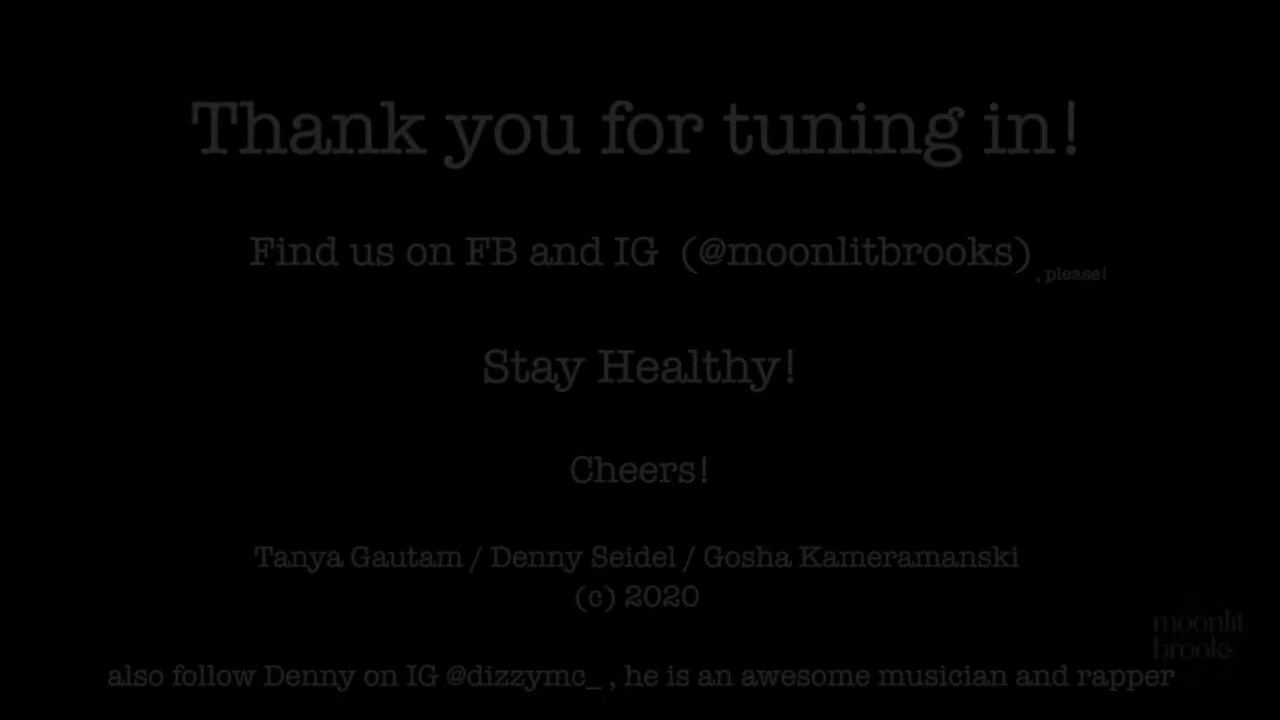 Thank you for tuning in!
Find us on FB and IG (@moonlitbrooks) , please!
Stay Healthy!
Cheers!
Tanya Gautam / Denny Seidel / Gosha Kameramanski
(c) 2020
moonlit
brooks
also follow Denny on IG @dizzymc_ , he is an awesome musician and rapper